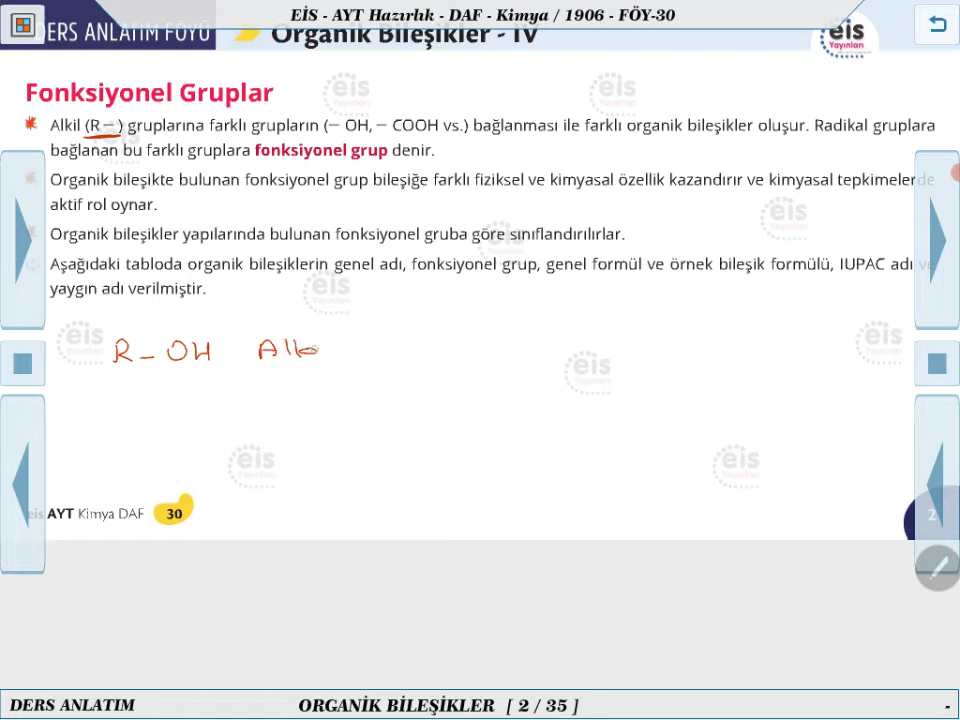 EİS - AYT Hazırlık - DAF - Kimya / 1906 - FÖY-30
DERS ANLATIM FÖYÜ
Organik Bileşikler - IV
eis
Yayınları
Fonksiyonel Gruplar
Alkil (R – ) gruplarına farklı grupların (– OH, – COOH vs.) bağlanması ile farklı organik bileşikler oluşur. Radikal gruplara
bağlanan bu farklı gruplara fonksiyonel grup denir.
Organik bileşikte bulunan fonksiyonel grup bileşiğe farklı fiziksel ve kimyasal özellik kazandırır ve kimyasal tepkimelerde
aktif rol oynar.
Organik bileşikler yapılarında bulunan fonksiyonel gruba göre sınıflandırılırlar.
Aşağıdaki tabloda organik bileşiklerin genel adı, fonksiyonel grup, genel formül ve örnek bileşik formülü, IUPAC adı ve
yaygın adı verilmiştir.
R - OH Alko
eis AYT Kimya DAF 30
2
DERS ANLATIM ORGANİK BİLEŞİKLER [ 2 / 35 ] -